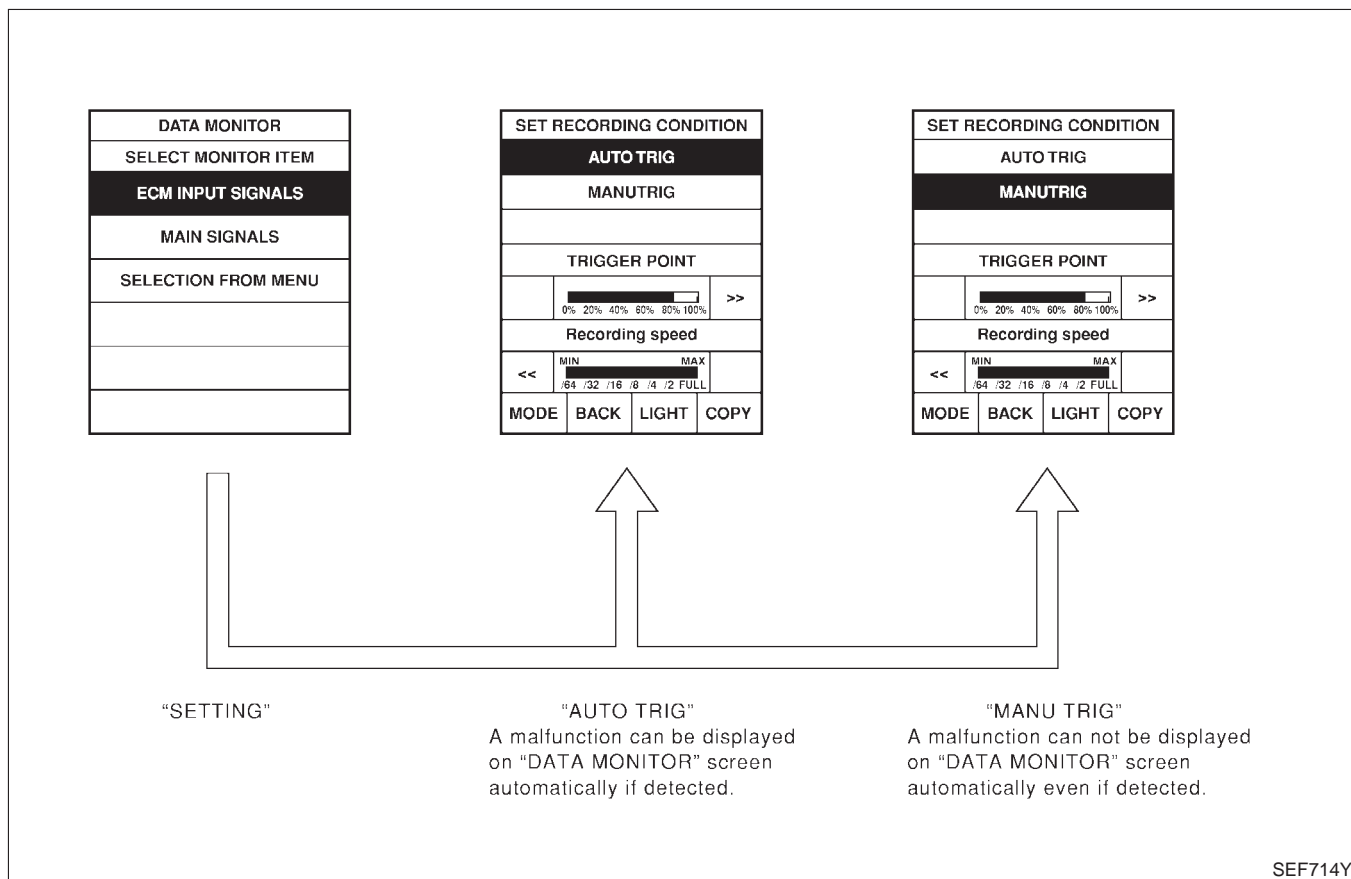 DATA MONITOR
SELECT MONITOR ITEM
ECM INPUT SIGNALS
MAIN SIGNALS
SELECTION FROM MENU
SET RECORDING CONDITION
AUTO TRIG
MANUTRIG
TRIGGER POINT
>>
0% 20% 40% 60% 80% 100%
Recording speed
MIN MAX
<<
/64 /32 /16 /8 /4 /2 FULL
MODE BACK LIGHT COPY
SET RECORDING CONDITION
AUTO TRIG
MANUTRIG
TRIGGER POINT
>>
0% 20% 40% 60% 80% 100%
Recording speed
MIN MAX
<<
/64 /32 /16 /8 /4 /2 FULL
MODE BACK LIGHT COPY
“SETTING”
“AUTO TRIG”
A malfunction can be displayed
on “DATA MONITOR” screen
automatically if detected.
“MANU TRIG”
A malfunction can not be displayed
on “DATA MONITOR” screen
automatically even if detected.
SEF714Y